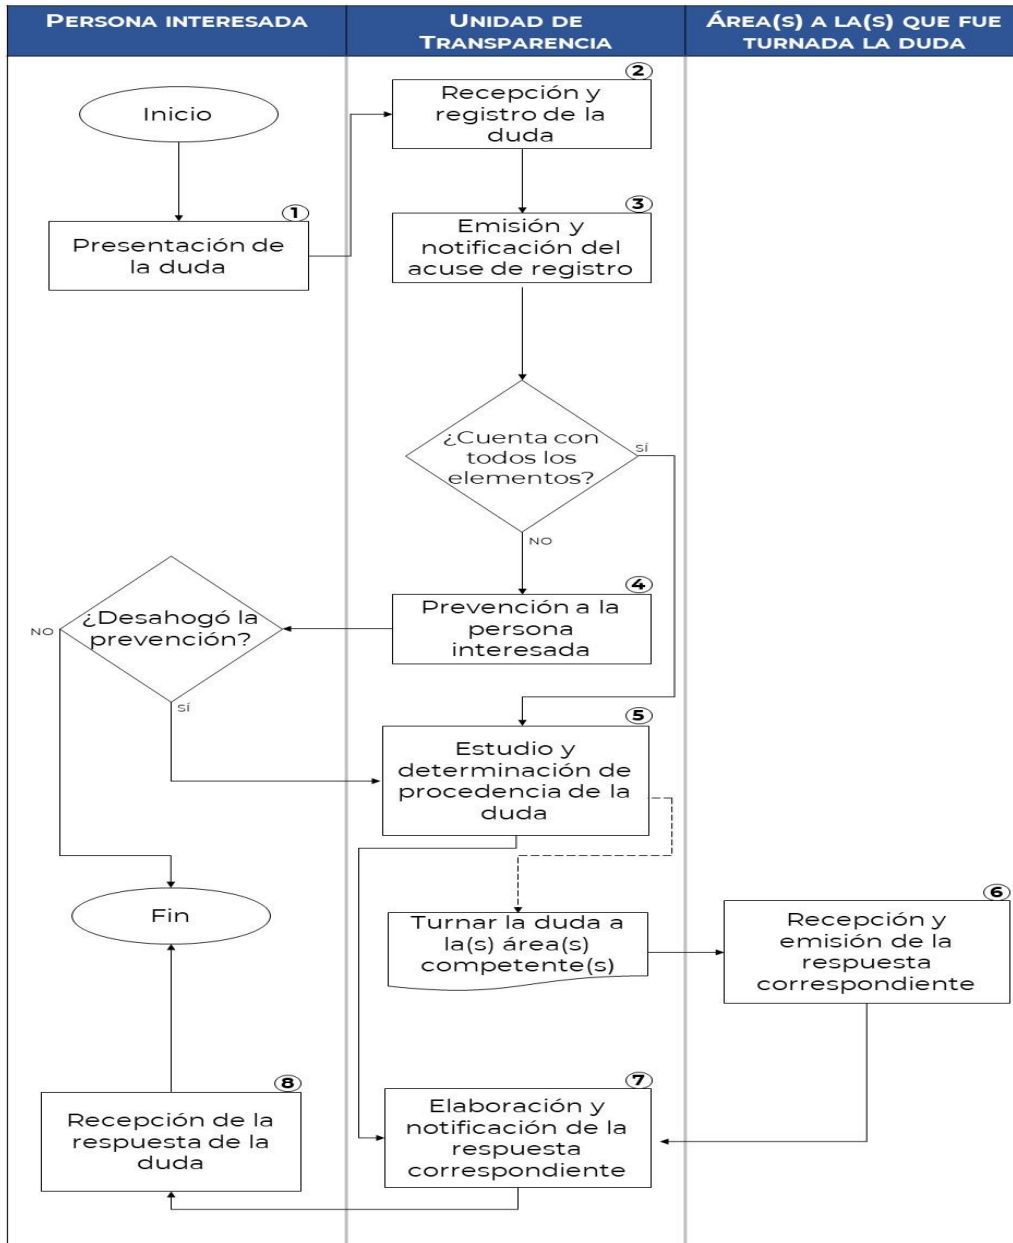 PERSONA INTERESADA
UNIDAD DE
TRANSPARENCIA
ÁREA(S) A LA(S) QUE FUE
TURNADA LA DUDA
Inicio
1
Presentación de
la duda
2
Recepción y
registro de la
duda
3
Emisión y
notificación del
acuse de registro
¿Cuenta con
todos los
elementos?
SÍ
NO
4
Prevención a la
persona
interesada
¿Desahogó la
prevención?
NO
SÍ
5
Estudio y
determinación de
procedencia de la
duda
Fin
Turnar la duda a
la(s) área(s)
competente(s)
6
Recepción y
emisión de la
respuesta
correspondiente
7
Elaboración y
notificación de la
respuesta
correspondiente
8
Recepción de la
respuesta de la
duda